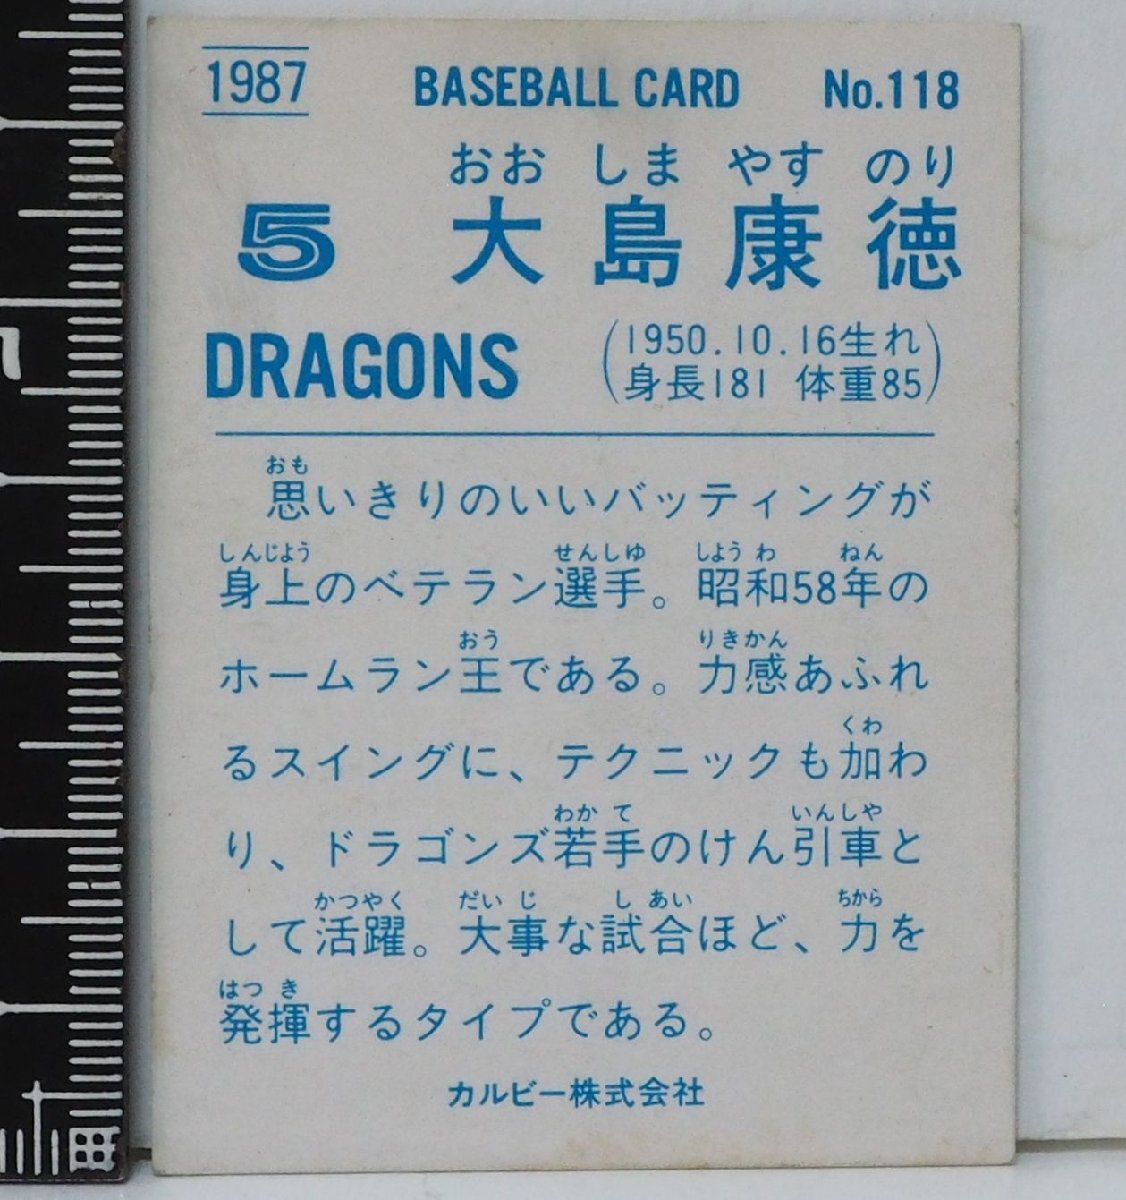 1987 BASEBALL CARD No.118
おお しま やす のり
5 大島康徳
DRAGONS
(1950.10.16生れ
身長181 体重85)
おも
思いきりのいいバッティングが
しんじよう せんしゆ しよう わ ねん
身上のベテラン選手。昭和58年の
おう りきかん
ホームラン王である。力感あふれ
くわ
るスイングに、テクニックも加わ
わか て いんしや
り、ドラゴンズ若手のけん引車と
かつやく だい じ し あい ちから
して活躍。大事な試合ほど、力を
はつ き
発揮するタイプである。
カルビー株式会社